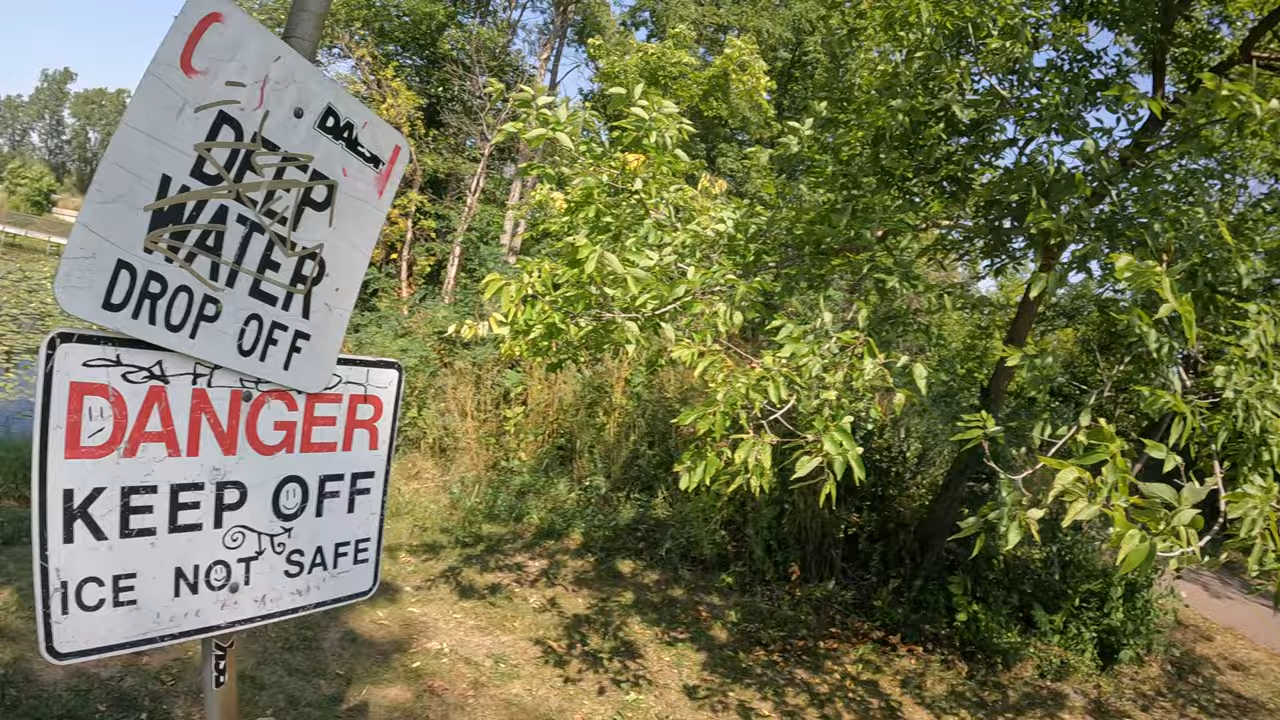 DEEP
WATER
DROP OFF
DANGER
KEEP OFF
ICE NOT SAFE